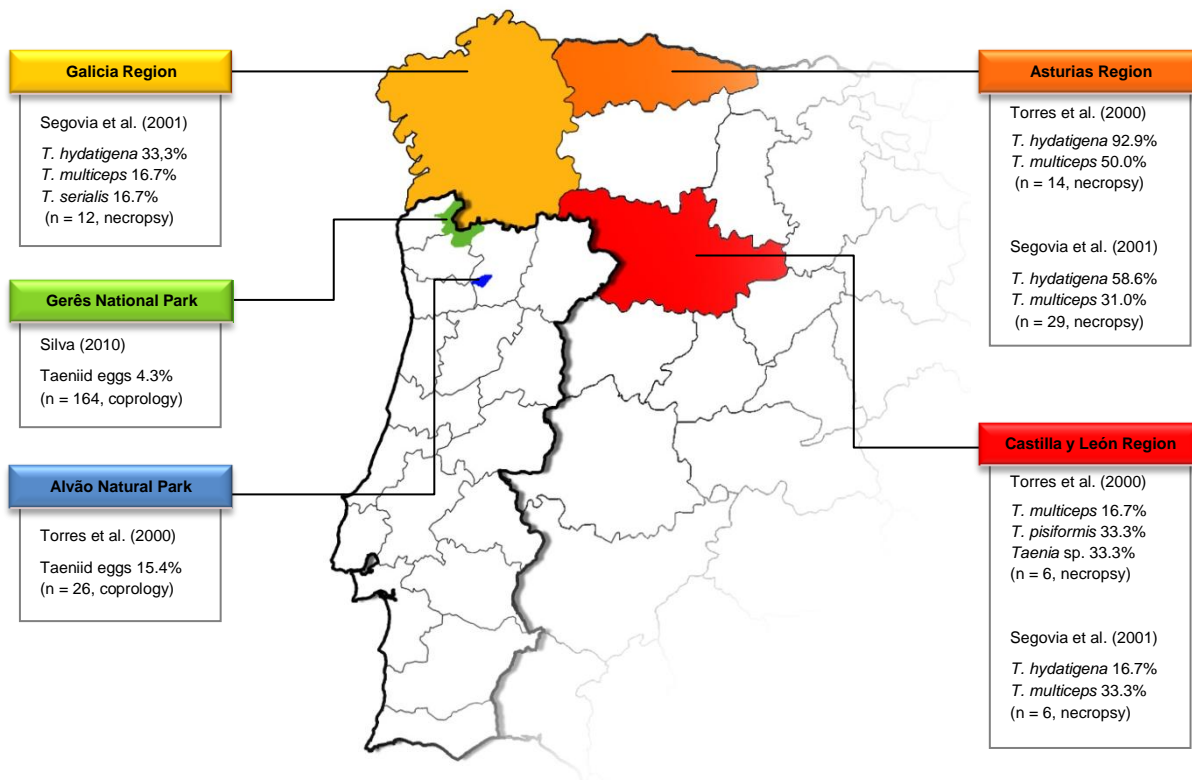 Galicia Region
Segovia et al. (2001)
T. hydatigena 33,3%
T. multiceps 16.7%
T. serialis 16.7%
(n = 12, necropsy)
Gerês National Park
Silva (2010)
Taeniid eggs 4.3%
(n = 164, coprology)
Alvão Natural Park
Torres et al. (2000)
Taeniid eggs 15.4%
(n = 26, coprology)
Asturias Region
Torres et al. (2000)
T. hydatigena 92.9%
T. multiceps 50.0%
(n = 14, necropsy)
Segovia et al. (2001)
T. hydatigena 58.6%
T. multiceps 31.0%
(n = 29, necropsy)
Castilla y León Region
Torres et al. (2000)
T. multiceps 16.7%
T. pisiformis 33.3%
Taenia sp. 33.3%
(n = 6, necropsy)
Segovia et al. (2001)
T. hydatigena 16.7%
T. multiceps 33.3%
(n = 6, necropsy)